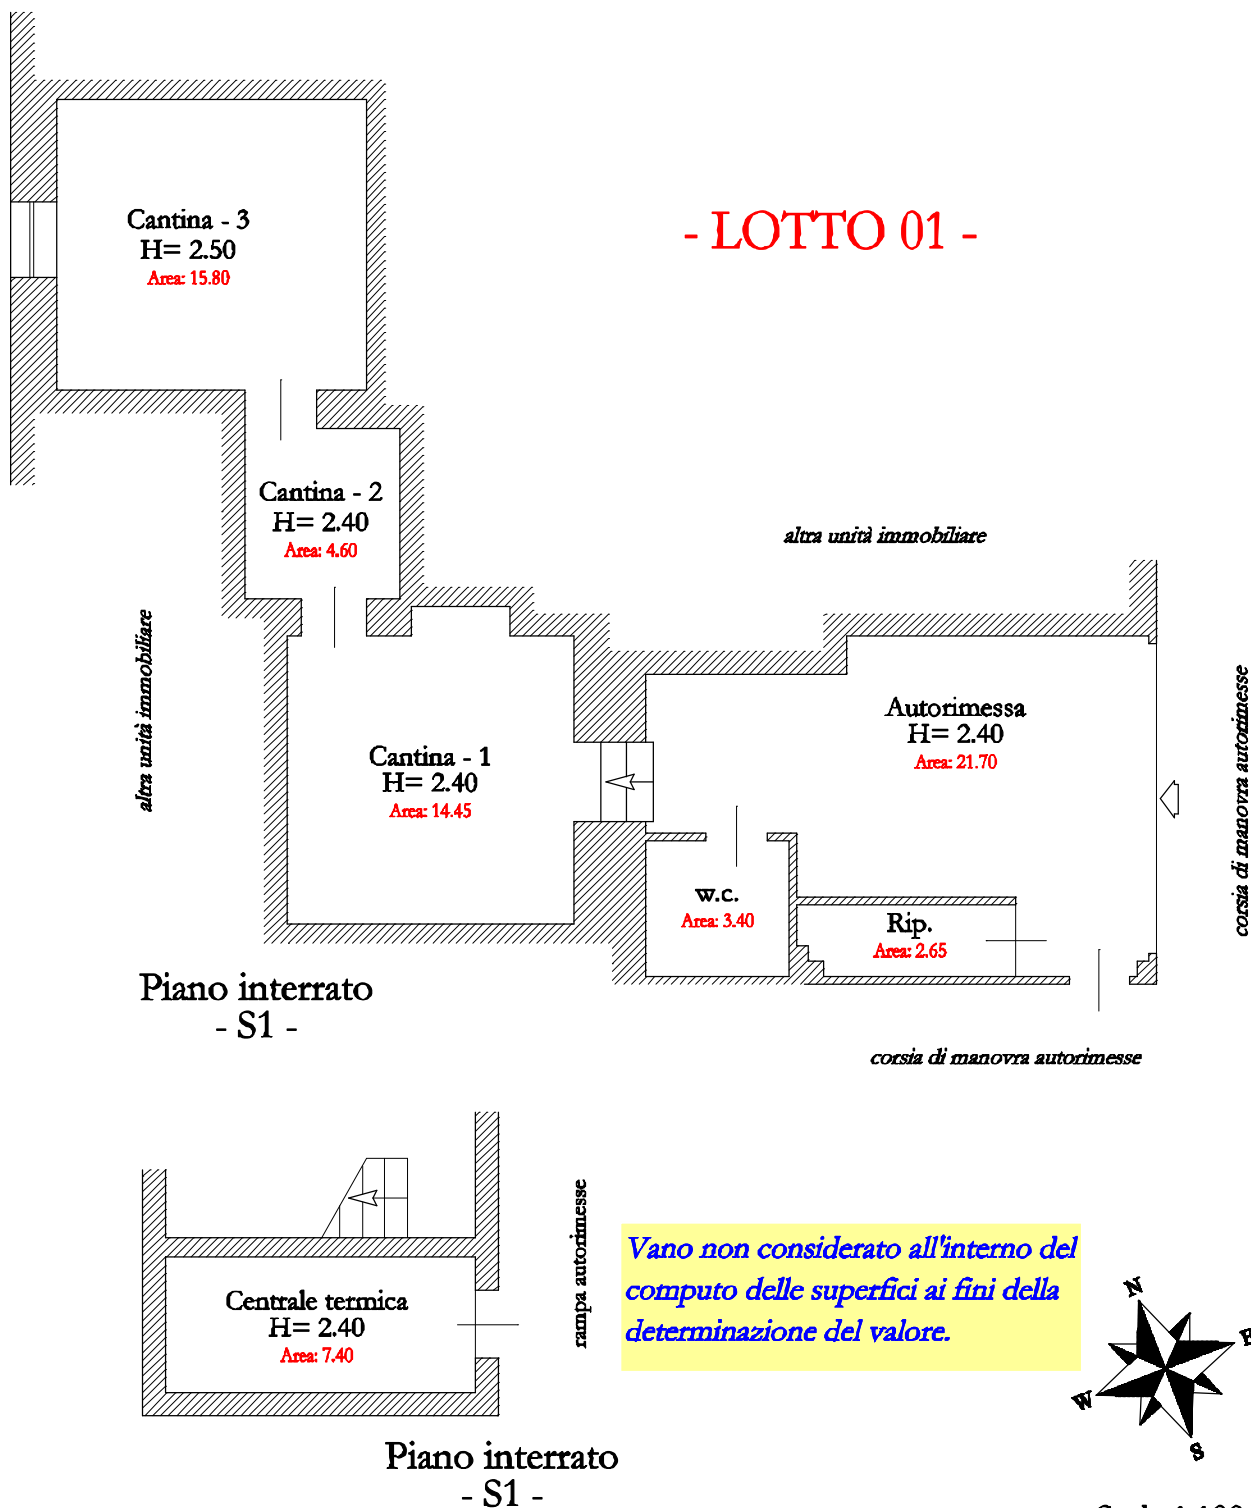 - LOTTO 01 -
Cantina - 3
H= 2.50
Area: 15.80
Cantina - 2
H= 2.40
Area: 4.60
altra unità immobiliare
altra unità immobiliare
Cantina - 1
H= 2.40
Area: 14.45
Autorimessa
H= 2.40
Area: 21.70
corsia di manovra autorimesse
w.c.
Area: 3.40
Rip.
Area: 2.65
Piano interrato
- S1 -
corsia di manovra autorimesse
rampa autorimesse
Centrale termica
H= 2.40
Area: 7.40
Vano non considerato all'interno del
computo delle superfici ai fini della
determinazione del valore.
N
W
S
Piano interrato
- S1 -